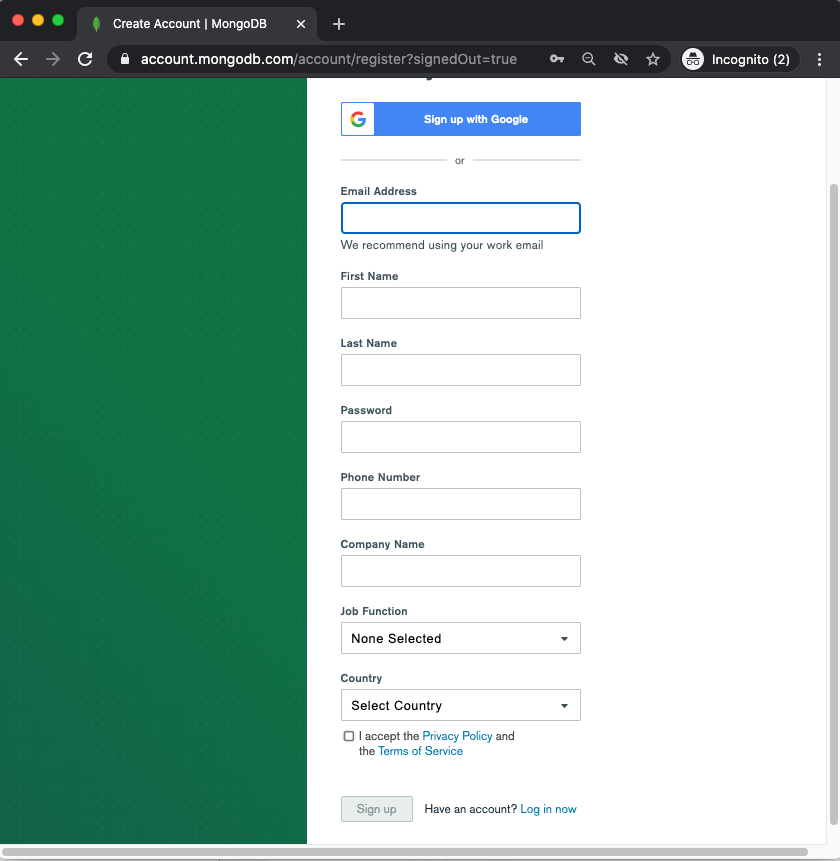 Create Account | MongoDB
account.mongodb.com/account/register?signedOut=true
Incognito (2)
Sign up with Google
or
Email Address
We recommend using your work email
First Name
Last Name
Password
Phone Number
Company Name
Job Function
None Selected
Country
Select Country
I accept the Privacy Policy and
the Terms of Service
Sign up
Have an account? Log in now